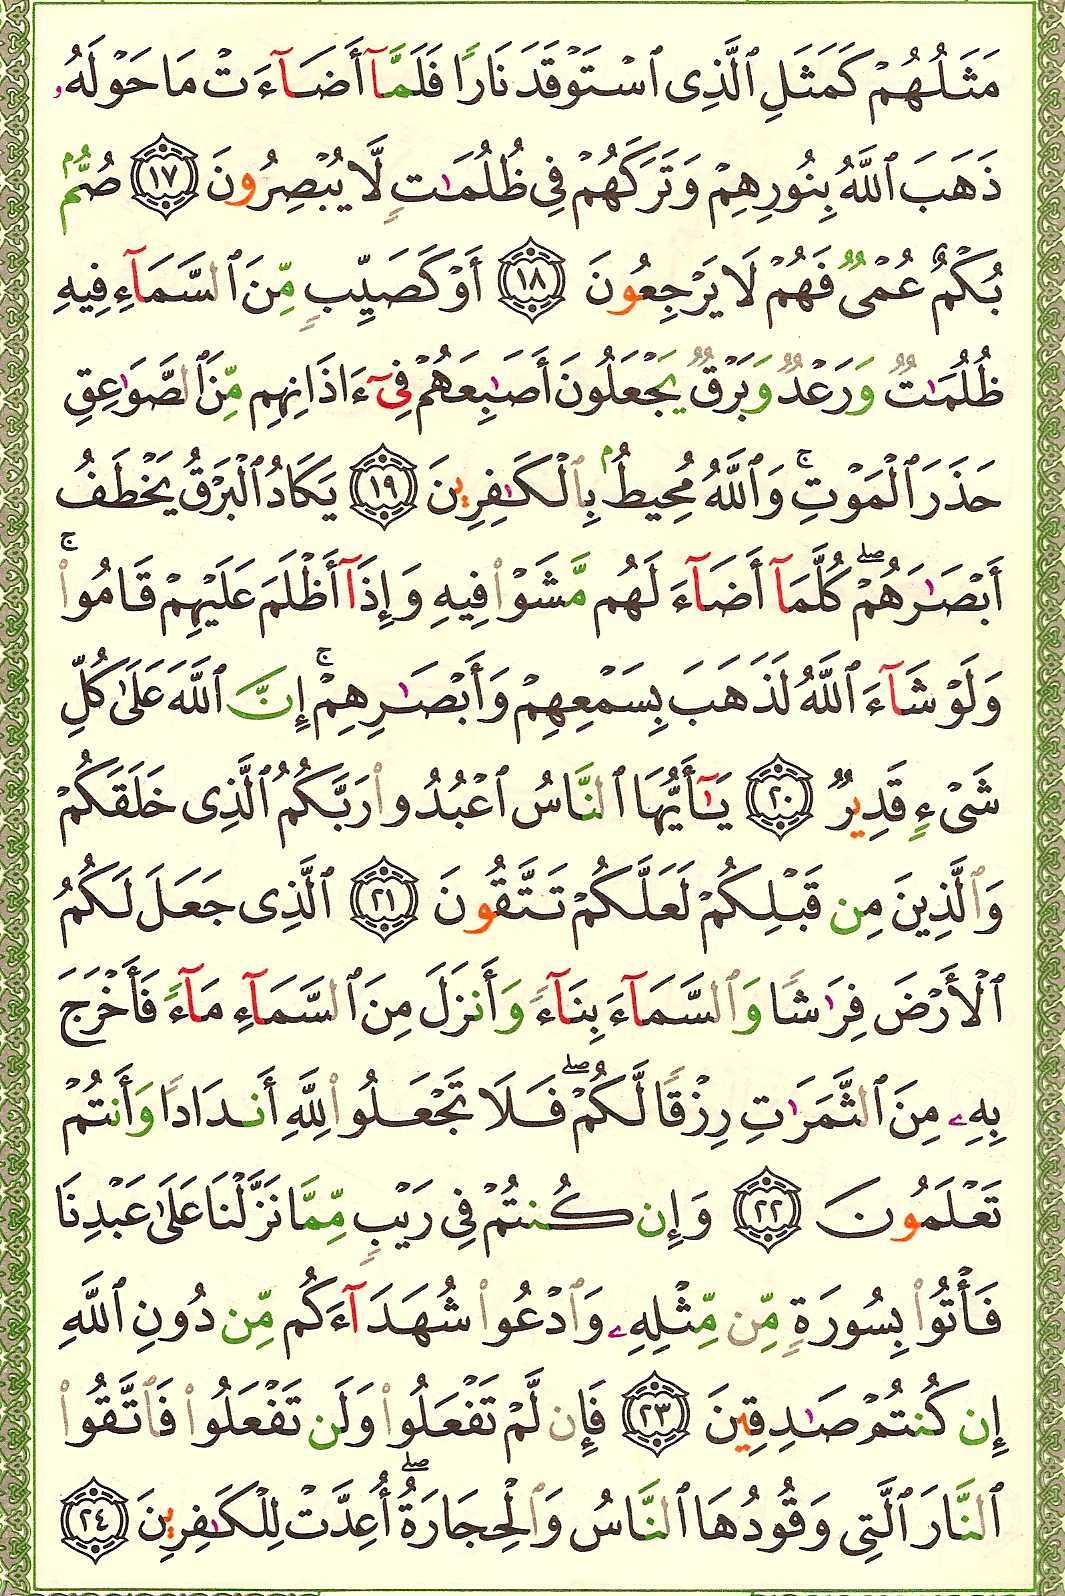 مَثَلُهُمْ كَمَثَلِ ٱلَّذِى ٱسْتَوْقَدَ نَارًا فَلَمَّآ أَضَآءَتْ مَا حَوْلَهُۥ
ذَهَبَ ٱللَّهُ بِنُورِهِمْ وَتَرَكَهُمْ فِى ظُلُمَـٰتٍ لَّا يُبْصِرُونَ ١٧ صُمٌّۢ
بُكْمٌ عُمْىٌ فَهُمْ لَا يَرْجِعُونَ ١٨ أَوْ كَصَيِّبٍ مِّنَ ٱلسَّمَآءِ فِيهِ
ظُلُمَـٰتٌ وَرَعْدٌ وَبَرْقٌ يَجْعَلُونَ أَصَـٰبِعَهُمْ فِىٓ ءَاذَانِهِم مِّنَ ٱلصَّوَٰعِقِ
حَذَرَ ٱلْمَوْتِ ۚ وَٱللَّهُ مُحِيطٌۢ بِٱلْكَـٰفِرِينَ ١٩ يَكَادُ ٱلْبَرْقُ يَخْطَفُ
أَبْصَـٰرَهُمْ ۖ كُلَّمَآ أَضَآءَ لَهُم مَّشَوْا۟ فِيهِ وَإِذَآ أَظْلَمَ عَلَيْهِمْ قَامُوا۟ ۚ
وَلَوْ شَآءَ ٱللَّهُ لَذَهَبَ بِسَمْعِهِمْ وَأَبْصَـٰرِهِمْ ۚ إِنَّ ٱللَّهَ عَلَىٰ كُلِّ
شَىْءٍ قَدِيرٌ ٢٠ يَـٰٓأَيُّهَا ٱلنَّاسُ ٱعْبُدُوا۟ رَبَّكُمُ ٱلَّذِى خَلَقَكُمْ
وَٱلَّذِينَ مِن قَبْلِكُمْ لَعَلَّكُمْ تَتَّقُونَ ٢١ ٱلَّذِى جَعَلَ لَكُمُ
ٱلْأَرْضَ فِرَٰشًا وَٱلسَّمَآءَ بِنَآءً وَأَنزَلَ مِنَ ٱلسَّمَآءِ مَآءً فَأَخْرَجَ
بِهِۦ مِنَ ٱلثَّمَرَٰتِ رِزْقًا لَّكُمْ ۖ فَلَا تَجْعَلُوا۟ لِلَّهِ أَندَادًا وَأَنتُمْ
تَعْلَمُونَ ٢٢ وَإِن كُنتُمْ فِى رَيْبٍ مِّمَّا نَزَّلْنَا عَلَىٰ عَبْدِنَا
فَأْتُوا۟ بِسُورَةٍ مِّن مِّثْلِهِۦ وَٱدْعُوا۟ شُهَدَآءَكُم مِّن دُونِ ٱللَّهِ
إِن كُنتُمْ صَـٰدِقِينَ ٢٣ فَإِن لَّمْ تَفْعَلُوا۟ وَلَن تَفْعَلُوا۟ فَٱتَّقُوا۟
ٱلنَّارَ ٱلَّتِى وَقُودُهَا ٱلنَّاسُ وَٱلْحِجَارَةُ ۖ أُعِدَّتْ لِلْكَـٰفِرِينَ ٢٤